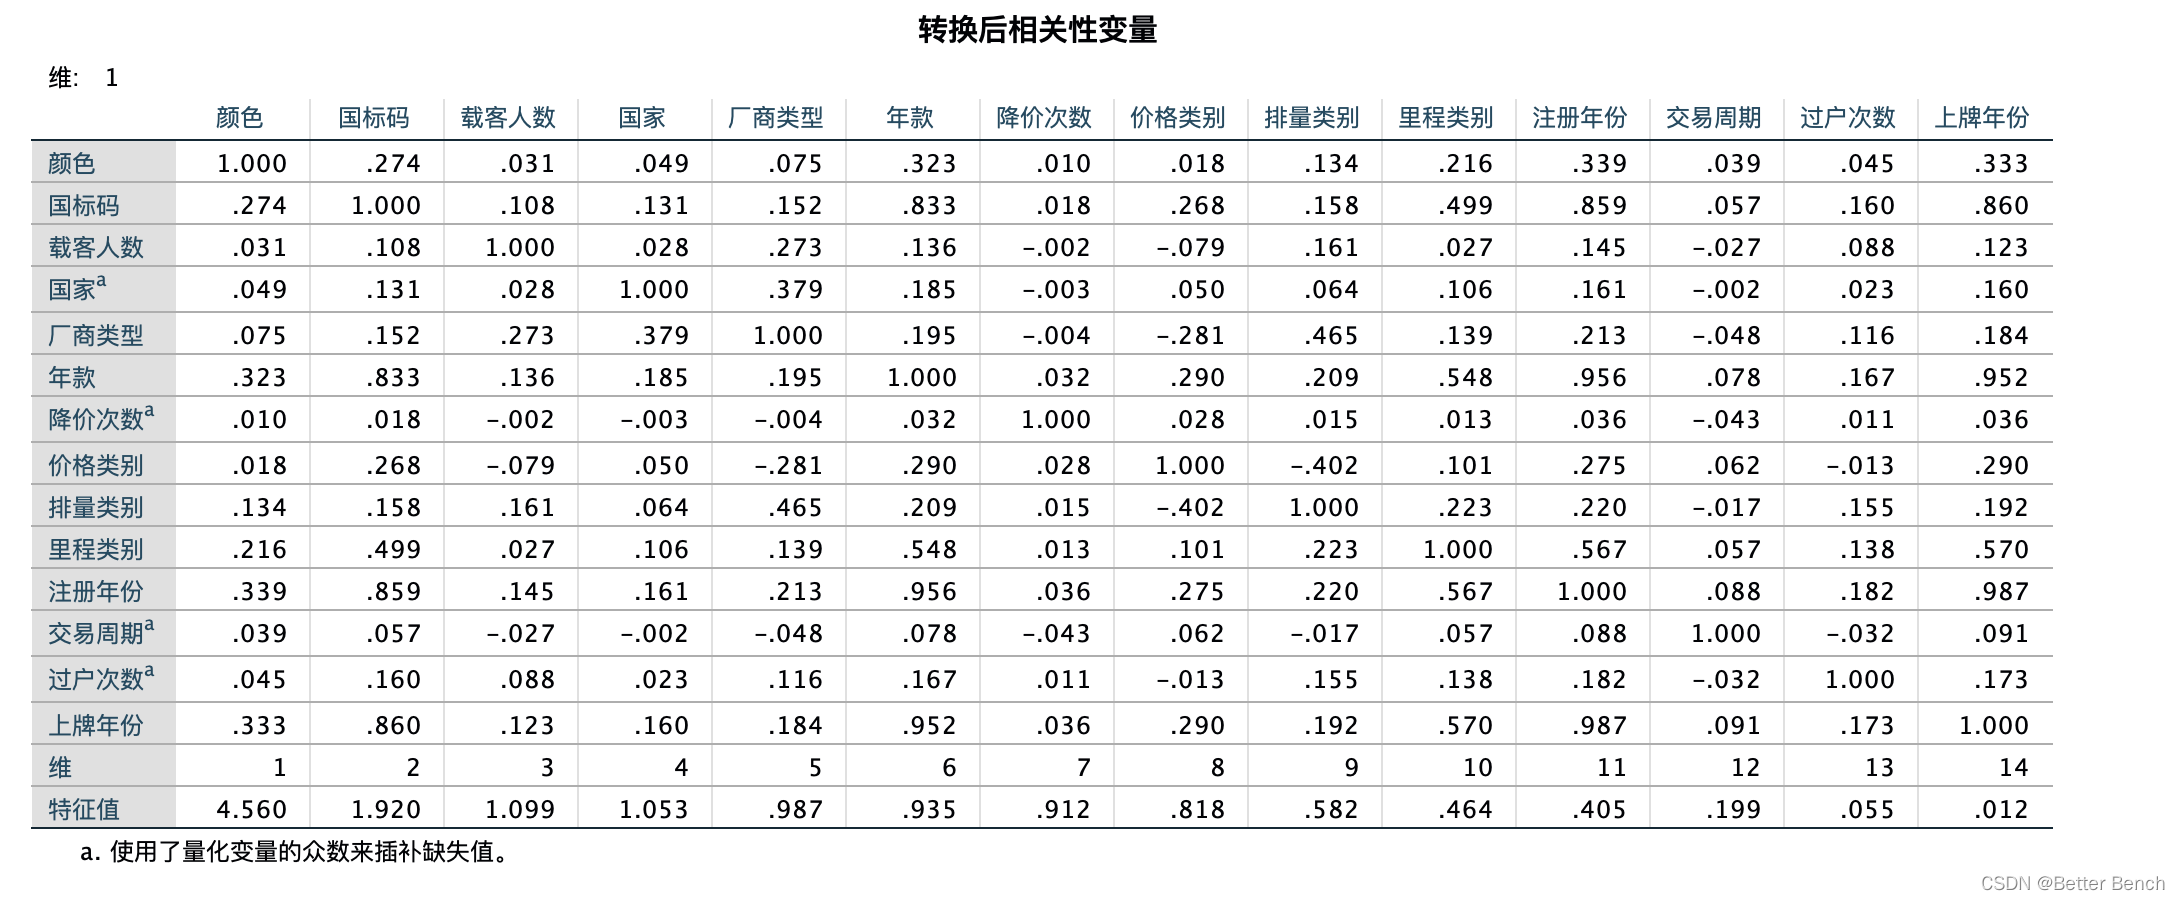 转换后相关性变量
维: 1
颜色 国标码 载客人数 国家 厂商类型 年款 降价次数 价格类别 排量类别 里程类别 注册年份 交易周期 过户次数 上牌年份
颜色 1.000 .274 .031 .049 .075 .323 .010 .018 .134 .216 .339 .039 .045 .333
国标码 .274 1.000 .108 .131 .152 .833 .018 .268 .158 .499 .859 .057 .160 .860
载客人数 .031 .108 1.000 .028 .273 .136 -.002 -.079 .161 .027 .145 -.027 .088 .123
国家a .049 .131 .028 1.000 .379 .185 -.003 .050 .064 .106 .161 -.002 .023 .160
厂商类型 .075 .152 .273 .379 1.000 .195 -.004 -.281 .465 .139 .213 -.048 .116 .184
年款 .323 .833 .136 .185 .195 1.000 .032 .290 .209 .548 .956 .078 .167 .952
降价次数a .010 .018 -.002 -.003 -.004 .032 1.000 .028 .015 .013 .036 -.043 .011 .036
价格类别 .018 .268 -.079 .050 -.281 .290 .028 1.000 -.402 .101 .275 .062 -.013 .290
排量类别 .134 .158 .161 .064 .465 .209 .015 -.402 1.000 .223 .220 -.017 .155 .192
里程类别 .216 .499 .027 .106 .139 .548 .013 .101 .223 1.000 .567 .057 .138 .570
注册年份 .339 .859 .145 .161 .213 .956 .036 .275 .220 .567 1.000 .088 .182 .987
交易周期a .039 .057 -.027 -.002 -.048 .078 -.043 .062 -.017 .057 .088 1.000 -.032 .091
过户次数a .045 .160 .088 .023 .116 .167 .011 -.013 .155 .138 .182 -.032 1.000 .173
上牌年份 .333 .860 .123 .160 .184 .952 .036 .290 .192 .570 .987 .091 .173 1.000
维 1 2 3 4 5 6 7 8 9 10 11 12 13 14
特征值 4.560 1.920 1.099 1.053 .987 .935 .912 .818 .582 .464 .405 .199 .055 .012
a. 使用了量化变量的众数来插补缺失值。
CSDN @Better Bench